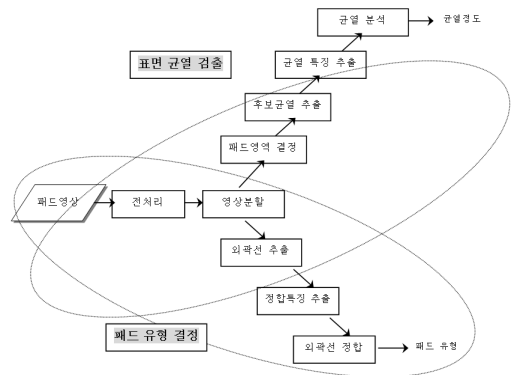 균열 분석
균열정도
표면 균열 검출
균열 특징 추출
후보균열 추출
패드영역 결정
패드영상
전처리
영상분할
외곽선 추출
정합특징 추출
패드 유형 결정
외곽선 정합
패드 유형